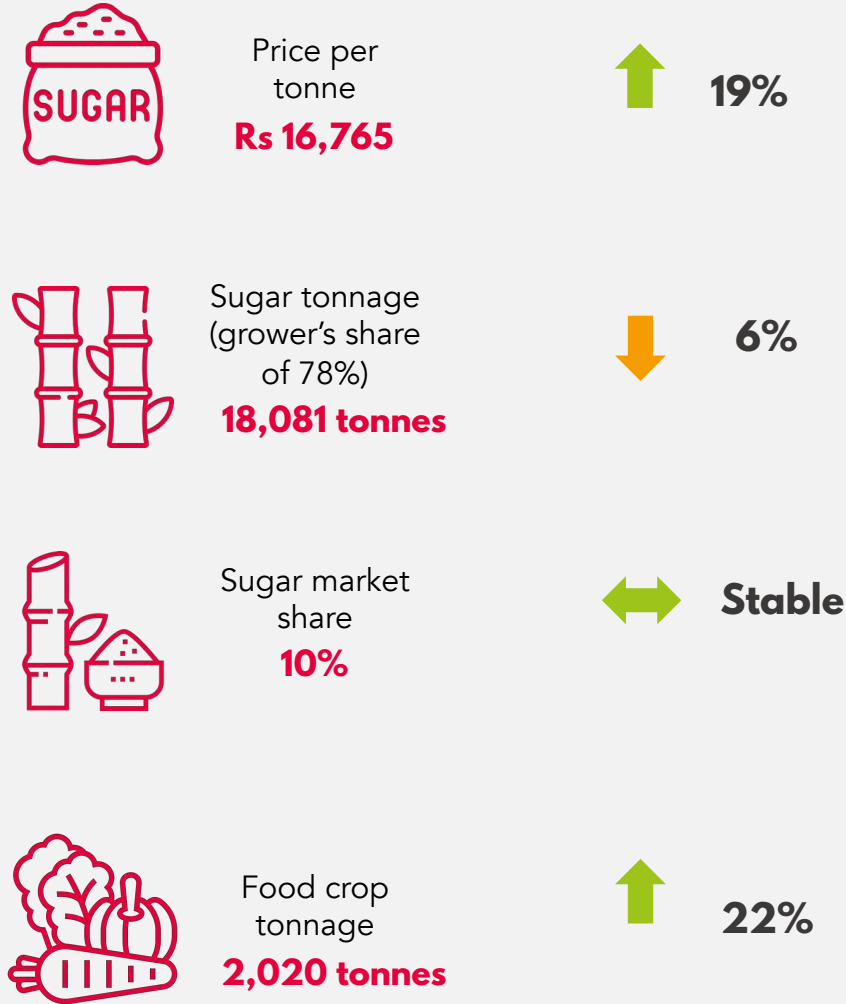 SUGAR
Price per
tonne
Rs 16,765
19%
Sugar tonnage
(grower’s share
of 78%)
18,081 tonnes
6%
Sugar market
share
10%
Stable
Food crop
tonnage
2,020 tonnes
22%